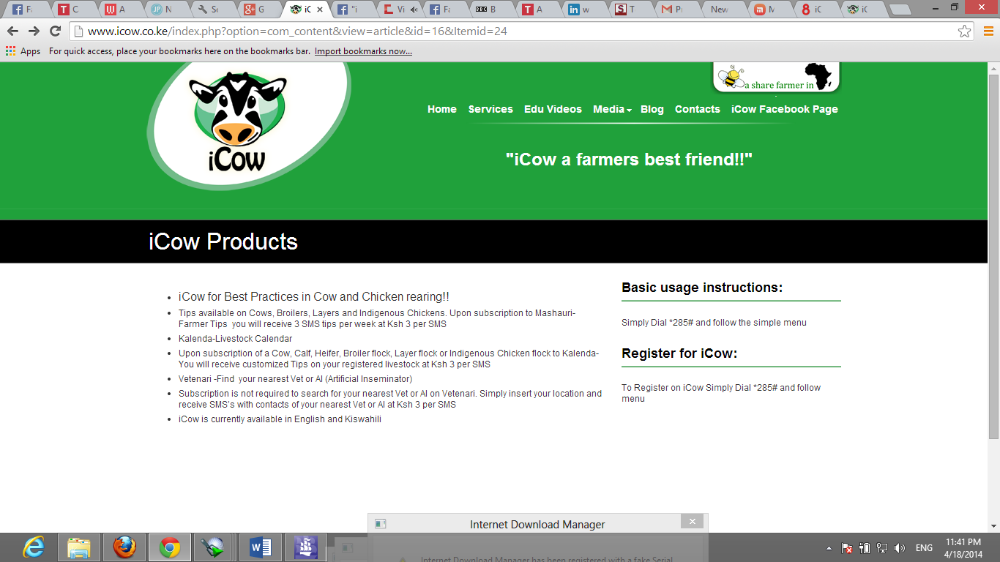 Fa
T C
W A
JP N
Se
g+ G
iC
"i
Vi
Fa
BBC B
T A
in w
S T
M P
New
m M
8 iC
iC
www.icow.co.ke/index.php?option=com_content&view=article&id=16&Itemid=24
Apps For quick access, place your bookmarks here on the bookmarks bar. Import bookmarks now...
a share farmer in
Home Services Edu Videos Media Blog Contacts iCow Facebook Page
iCow
"iCow a farmers best friend!!"
iCow Products
• iCow for Best Practices in Cow and Chicken rearing!!
• Tips available on Cows, Broilers, Layers and Indigenous Chickens. Upon subscription to Mashauri-
Farmer Tips you will receive 3 SMS tips per week at Ksh 3 per SMS
• Kalenda-Livestock Calendar
• Upon subscription of a Cow, Calf, Heifer, Broiler flock, Layer flock or Indigenous Chicken flock to Kalenda-
You will receive customized Tips on your registered livestock at Ksh 3 per SMS
• Vetenari -Find your nearest Vet or AI (Artificial Inseminator)
• Subscription is not required to search for your nearest Vet or AI on Vetenari. Simply insert your location and
receive SMS's with contacts of your nearest Vet or AI at Ksh 3 per SMS
• iCow is currently available in English and Kiswahili
Basic usage instructions:
Simply Dial *285# and follow the simple menu
Register for iCow:
To Register on iCow Simply Dial *285# and follow
menu
Internet Download Manager
Internet Download Manager has been registered with a fake Serial
ENG
11:41 PM
4/18/2014